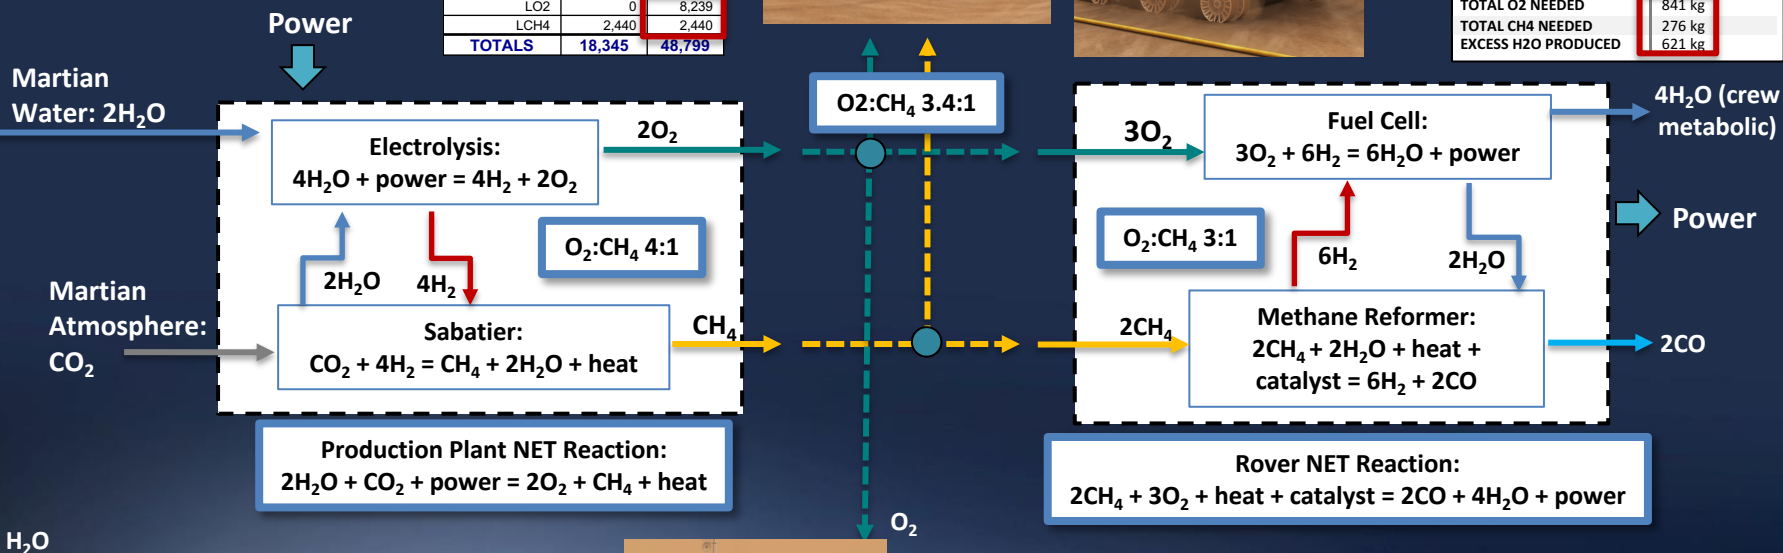 LO2 0 8,239
LCH4 2,440 2,440
TOTALS 18,345 48,799
TOTAL O2 NEEDED 841 kg
TOTAL CH4 NEEDED 276 kg
EXCESS H2O PRODUCED 621 kg
Power
Martian
Water: 2H₂O
Electrolysis:
4H₂O + power = 4H₂ + 2O₂
2O₂
O₂:CH₄ 4:1
2H₂O
4H₂
Martian
Atmosphere:
CO₂
Sabatier:
CO₂ + 4H₂ = CH₄ + 2H₂O + heat
CH₄
Production Plant NET Reaction:
2H₂O + CO₂ + power = 2O₂ + CH₄ + heat
H₂O
O2:CH₄ 3.4:1
O₂
3O₂
Fuel Cell:
3O₂ + 6H₂ = 6H₂O + power
4H₂O (crew
metabolic)
Power
O₂:CH₄ 3:1
6H₂
2H₂O
2CH₄
Methane Reformer:
2CH₄ + 2H₂O + heat +
catalyst = 6H₂ + 2CO
2CO
Rover NET Reaction:
2CH₄ + 3O₂ + heat + catalyst = 2CO + 4H₂O + power